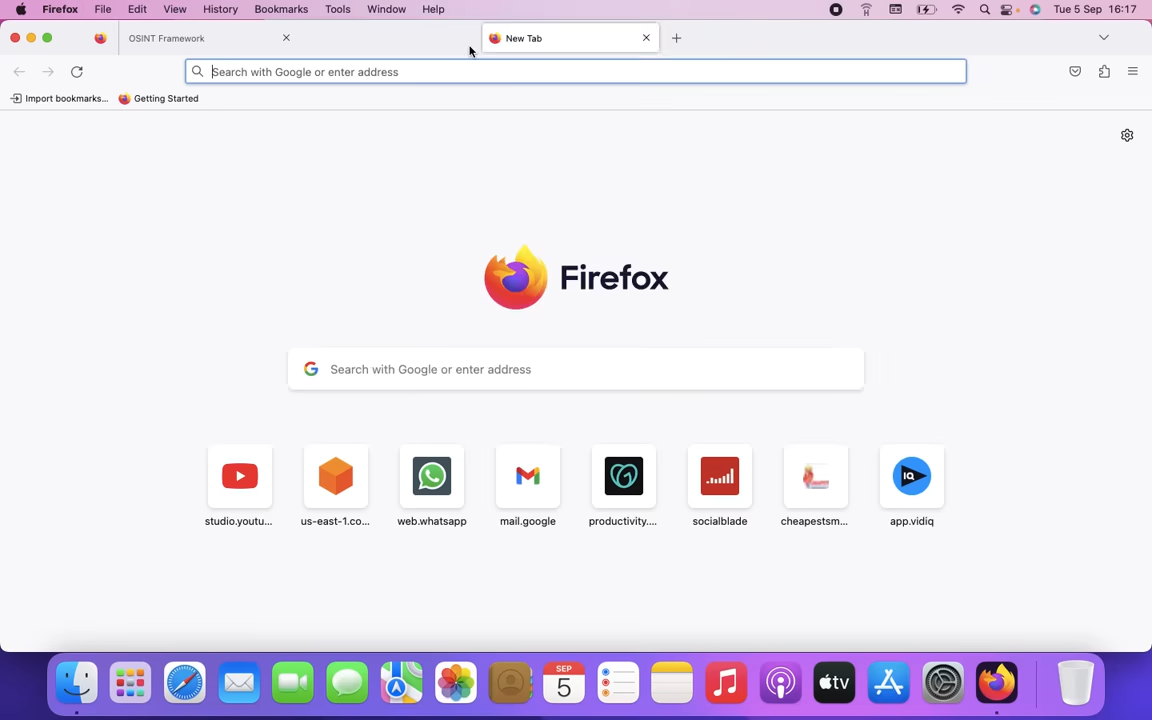 Firefox File Edit View History Bookmarks Tools Window Help Tue 5 Sep 16:17
OSINT Framework New Tab
Search with Google or enter address
Import bookmarks... Getting Started
Firefox
Search with Google or enter address
IQ
studio.youtu... us-east-1.co... web.whatsapp mail.google productivity.... socialblade cheapestsm... app.vidiq
SEP
5 tv